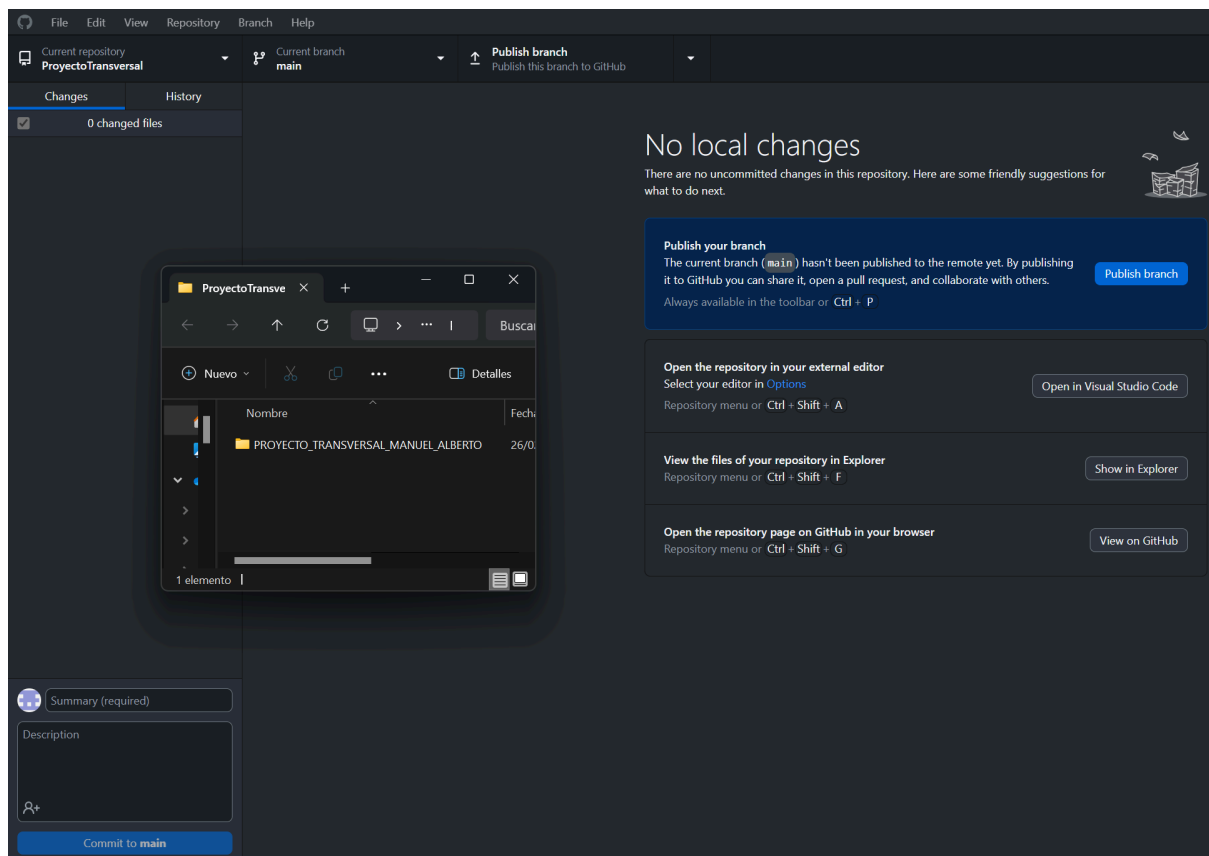 File Edit View Repository Branch Help
Current repository
ProyectoTransversal
Current branch
main
Publish branch
Publish this branch to GitHub
Changes History
0 changed files
No local changes
There are no uncommitted changes in this repository. Here are some friendly suggestions for
what to do next.
Publish your branch
The current branch (main) hasn't been published to the remote yet. By publishing
it to GitHub you can share it, open a pull request, and collaborate with others.
Always available in the toolbar or Ctrl + P
Publish branch
Open the repository in your external editor
Select your editor in Options
Repository menu or Ctrl + Shift + A
Open in Visual Studio Code
View the files of your repository in Explorer
Repository menu or Ctrl + Shift + F
Show in Explorer
Open the repository page on GitHub in your browser
Repository menu or Ctrl + Shift + G
View on GitHub
ProyectoTransve
Buscar
Nuevo
Detalles
Nombre Fecha
PROYECTO_TRANSVERSAL_MANUEL_ALBERTO 26/0
1 elemento
Summary (required)
Description
Commit to main